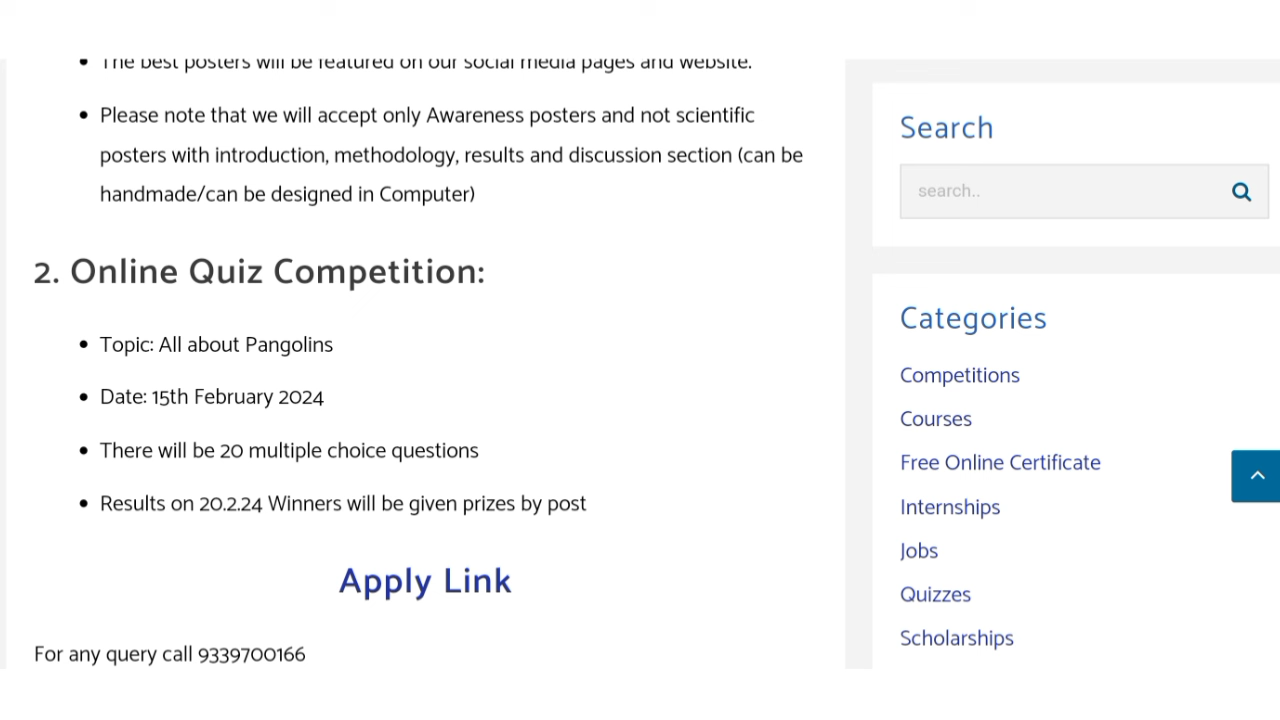 • The best posters will be featured on our social media pages and website.
• Please note that we will accept only Awareness posters and not scientific
posters with introduction, methodology, results and discussion section (can be
handmade/can be designed in Computer)
2. Online Quiz Competition:
• Topic: All about Pangolins
• Date: 15th February 2024
• There will be 20 multiple choice questions
• Results on 20.2.24 Winners will be given prizes by post
Apply Link
For any query call 9339700166
Search
search..
Categories
Competitions
Courses
Free Online Certificate
Internships
Jobs
Quizzes
Scholarships